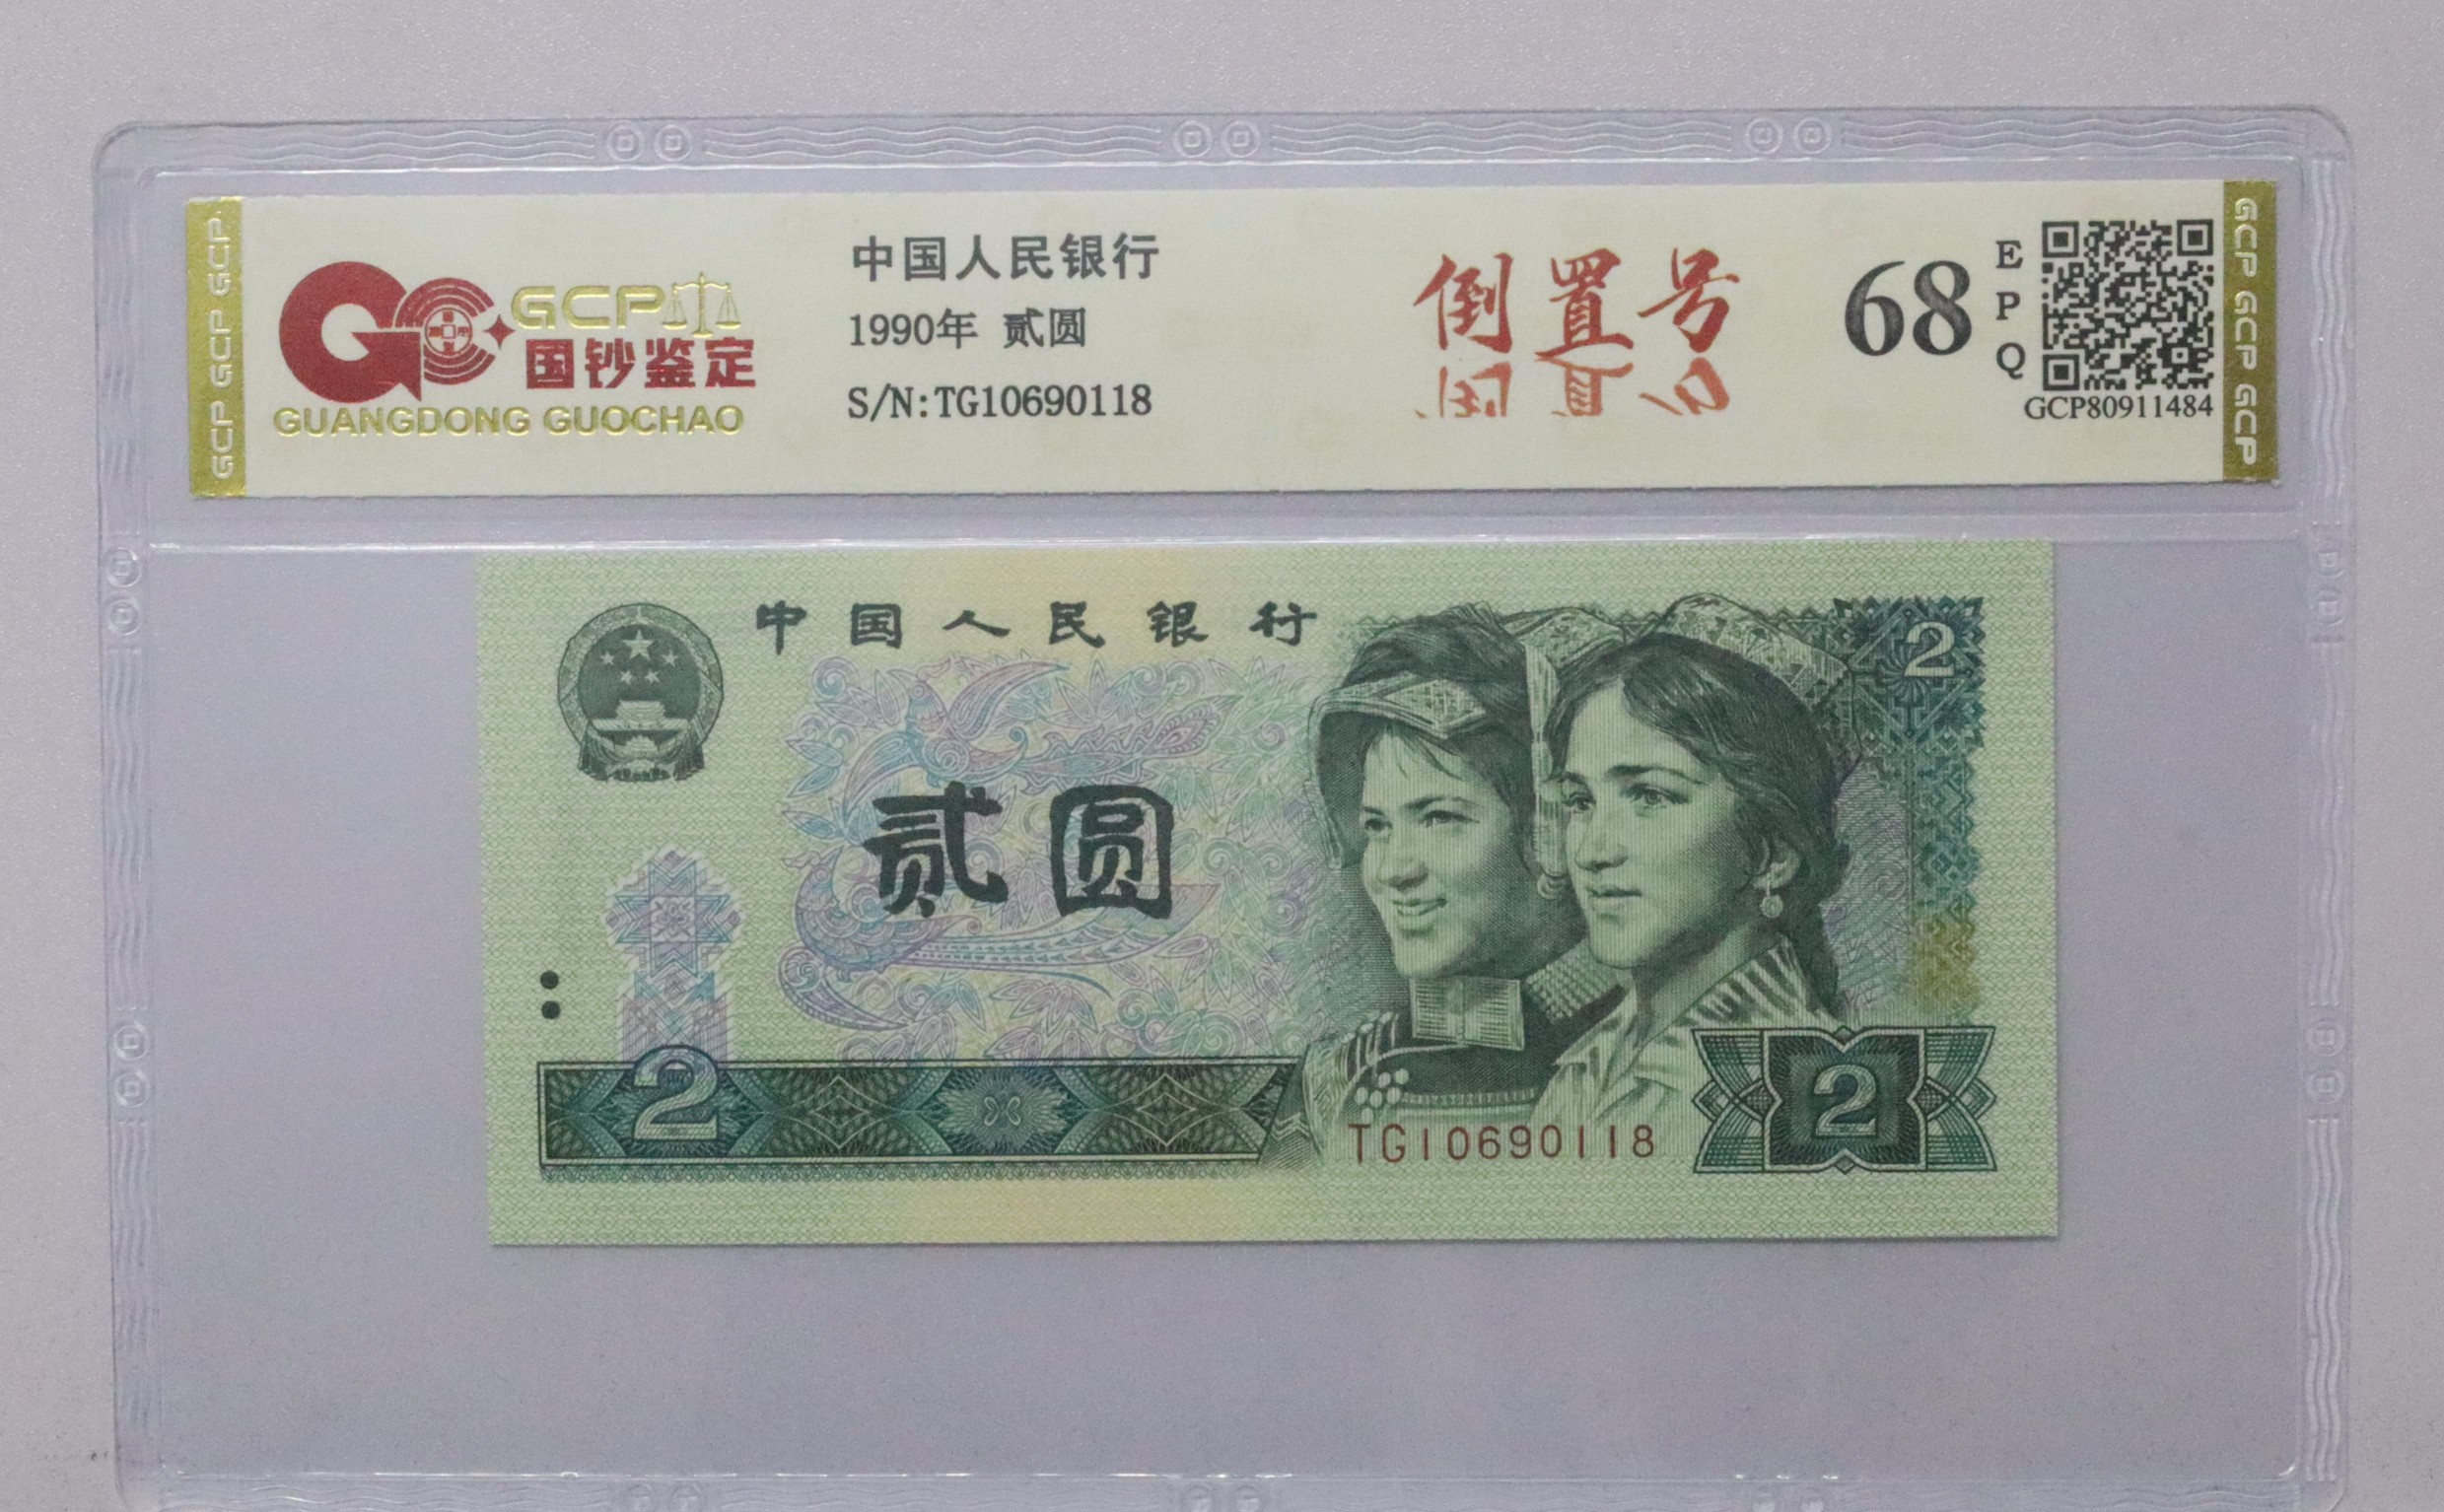 GCP GCP GCP
GCP
国钞鉴定
GUANGDONG GUOCHAO
中国人民银行
1990年 贰圆
S/N:TG10690118
倒置号
68
EPQ
GCP80911484
GCP GCP GCP
中国人民银行
2
贰圆
2
TG10690118
2